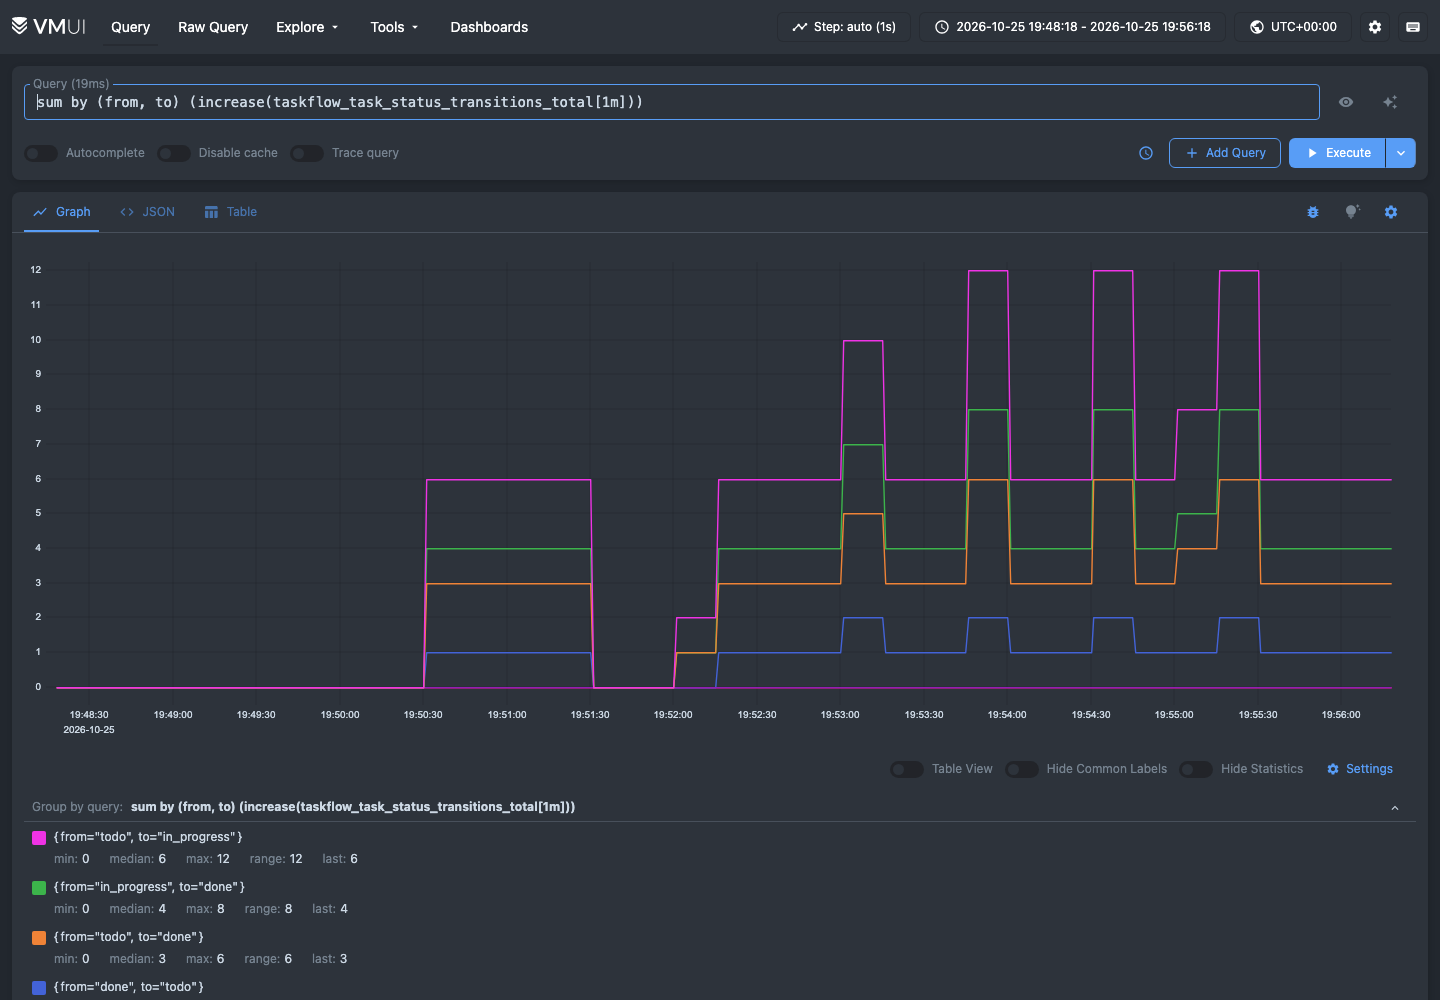 VMUI
Query
Raw Query
Explore
Tools
Dashboards
Step: auto (1s)
2026-10-25 19:48:18 - 2026-10-25 19:56:18
UTC+00:00
Query (19ms)
sum by (from, to) (increase(taskflow_task_status_transitions_total[1m]))
Autocomplete
Disable cache
Trace query
Add Query
Execute
Graph
JSON
Table
12
11
10
9
8
7
6
5
4
3
2
1
0
19:48:30 19:49:00 19:49:30 19:50:00 19:50:30 19:51:00 19:51:30 19:52:00 19:52:30 19:53:00 19:53:30 19:54:00 19:54:30 19:55:00 19:55:30 19:56:00
2026-10-25
Table View
Hide Common Labels
Hide Statistics
Settings
Group by query: sum by (from, to) (increase(taskflow_task_status_transitions_total[1m]))
{from="todo", to="in_progress"}
min: 0 median: 6 max: 12 range: 12 last: 6
{from="in_progress", to="done"}
min: 0 median: 4 max: 8 range: 8 last: 4
{from="todo", to="done"}
min: 0 median: 3 max: 6 range: 6 last: 3
{from="done", to="todo"}